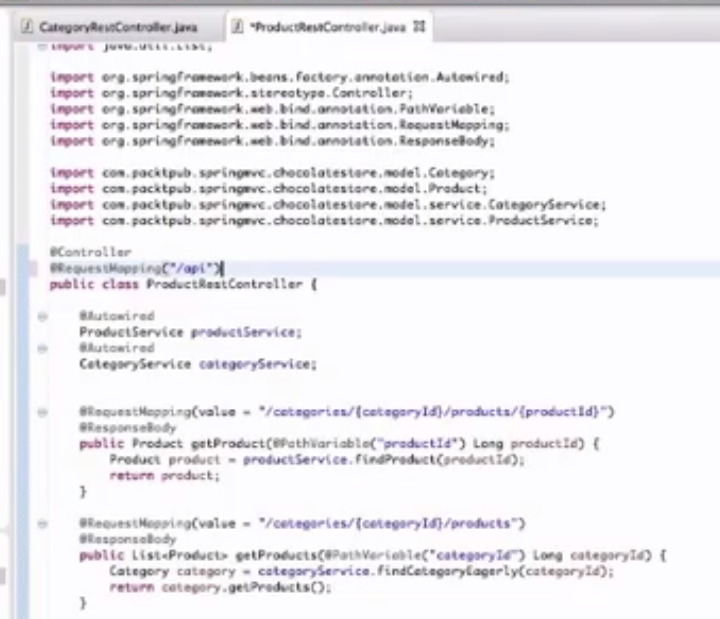 CategoryRestController.java
*ProductRestController.java
import java.util.List;
import org.springframework.beans.factory.annotation.Autowired;
import org.springframework.stereotype.Controller;
import org.springframework.web.bind.annotation.PathVariable;
import org.springframework.web.bind.annotation.RequestMapping;
import org.springframework.web.bind.annotation.ResponseBody;
import com.packtpub.springmvc.chocolatestore.model.Category;
import com.packtpub.springmvc.chocolatestore.model.Product;
import com.packtpub.springmvc.chocolatestore.model.service.CategoryService;
import com.packtpub.springmvc.chocolatestore.model.service.ProductService;
@Controller
@RequestMapping("/api")
public class ProductRestController {
@Autowired
ProductService productService;
@Autowired
CategoryService categoryService;
@RequestMapping(value = "/categories/{categoryId}/products/{productId}")
@ResponseBody
public Product getProduct(@PathVariable("productId") Long productId) {
Product product = productService.findProduct(productId);
return product;
}
@RequestMapping(value = "/categories/{categoryId}/products")
@ResponseBody
public List<Product> getProducts(@PathVariable("categoryId") Long categoryId) {
Category category = categoryService.findCategoryEagerly(categoryId);
return category.getProducts();
}